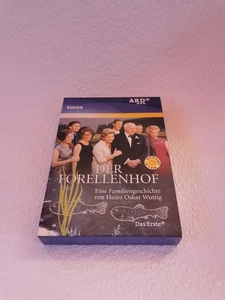 ARD®
SERIEN
DER
FORELLENHOF
Eine Familiengeschichte
von Heinz Oskar Wuttig
Das Erste®